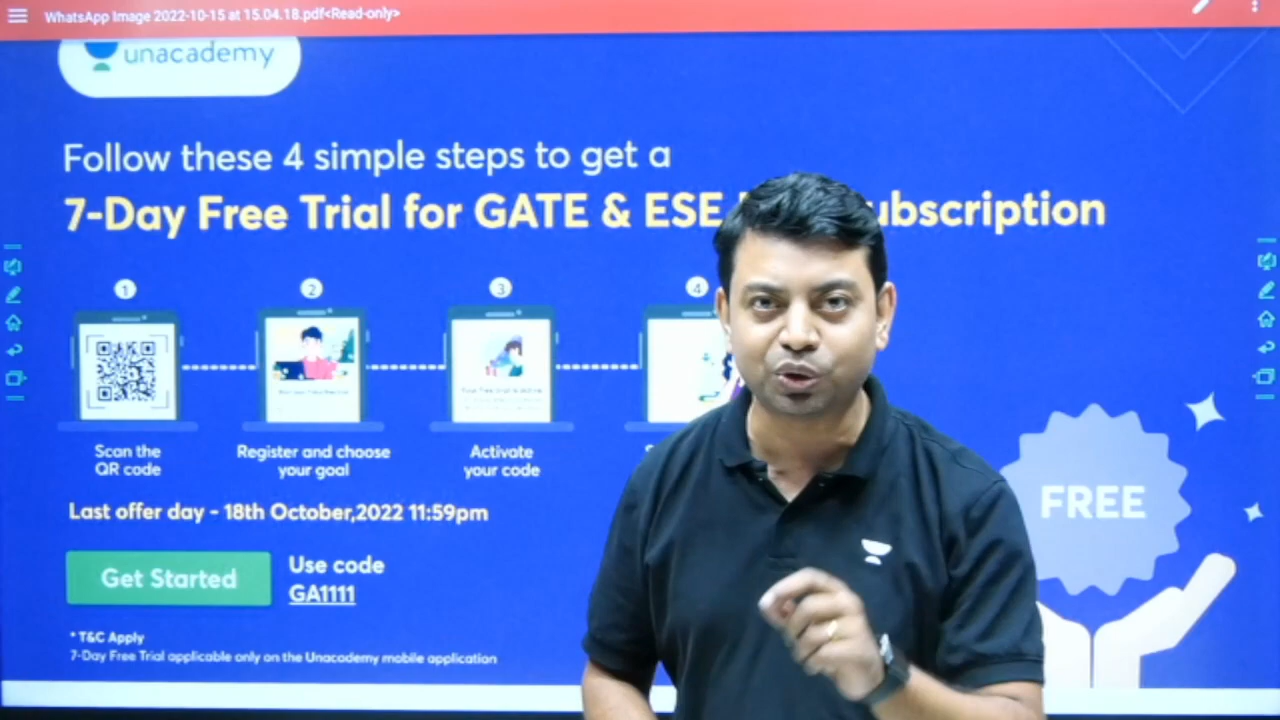 WhatsApp Image 2022-10-15 at 15.04.18.pdf<Read-only>
unacademy
Follow these 4 simple steps to get a
7-Day Free Trial for GATE & ESE ubscription
1 2 3 4
Scan the
QR code
Register and choose
your goal
Activate
your code
Last offer day - 18th October,2022 11:59pm
Get Started
Use code
GA1111
* T&C Apply
7-Day Free Trial applicable only on the Unacademy mobile application
FREE